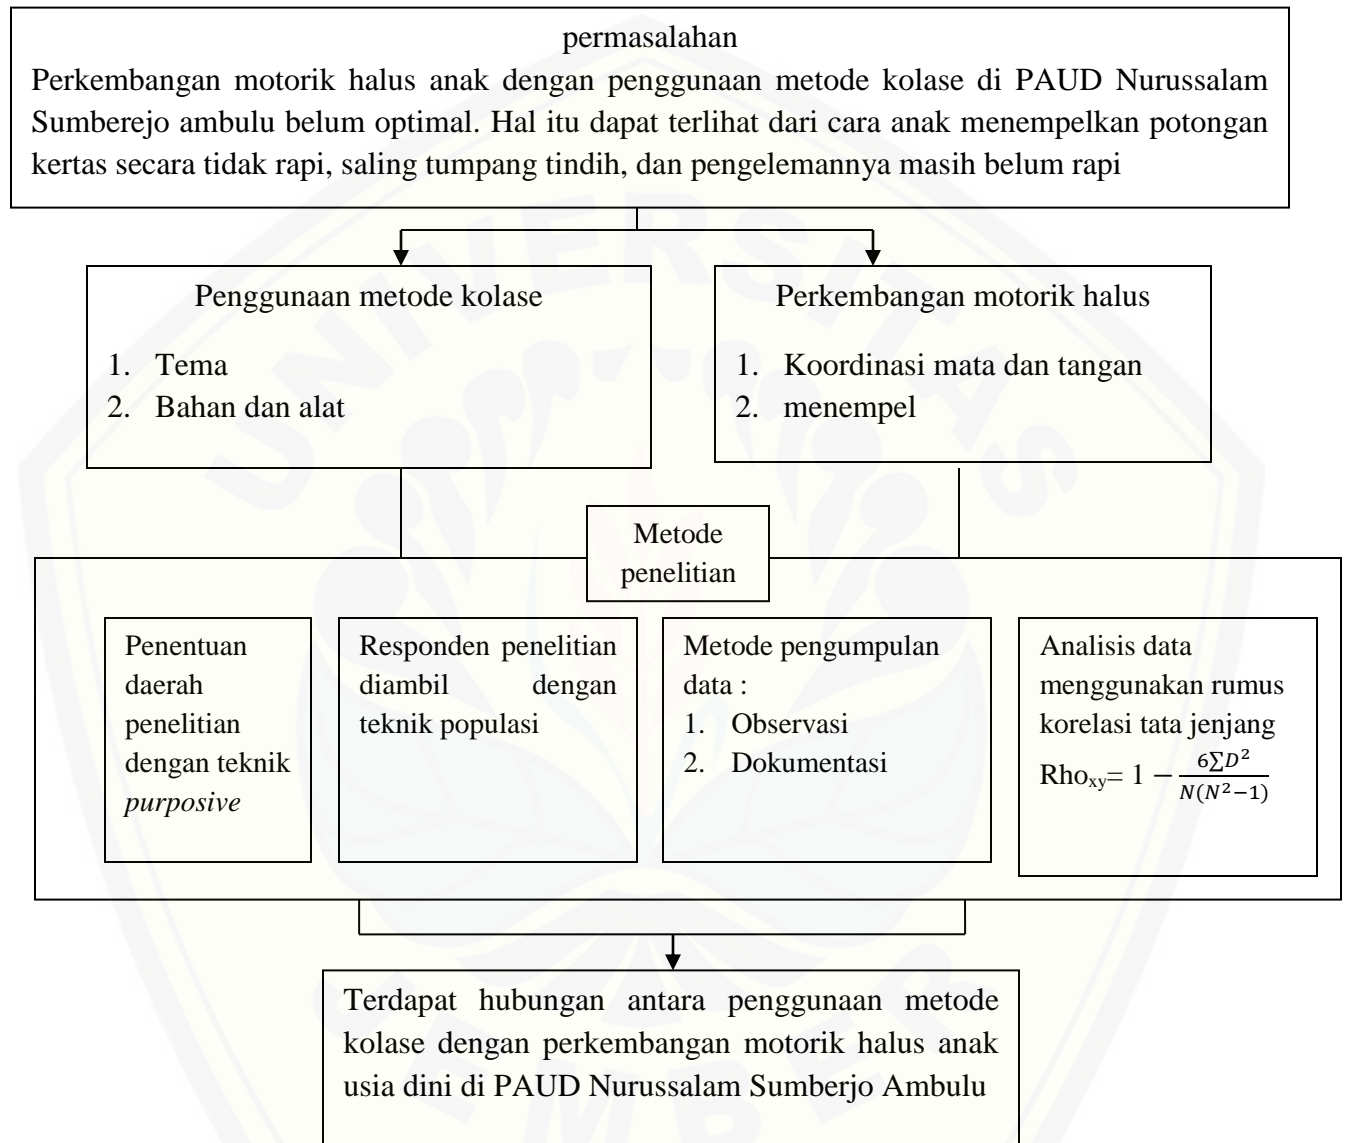 permasalahan
Perkembangan motorik halus anak dengan penggunaan metode kolase di PAUD Nurussalam
Sumberejo ambulu belum optimal. Hal itu dapat terlihat dari cara anak menempelkan potongan
kertas secara tidak rapi, saling tumpang tindih, dan pengelemannya masih belum rapi
Penggunaan metode kolase
1. Tema
2. Bahan dan alat
Perkembangan motorik halus
1. Koordinasi mata dan tangan
2. menempel
Metode
penelitian
Penentuan
daerah
penelitian
dengan teknik
purposive
Responden penelitian
diambil dengan
teknik populasi
Metode pengumpulan
data :
1. Observasi
2. Dokumentasi
Analisis data
menggunakan rumus
korelasi tata jenjang
Rhoxy= 1 − 6∑D²/N(N²−1)
Terdapat hubungan antara penggunaan metode
kolase dengan perkembangan motorik halus anak
usia dini di PAUD Nurussalam Sumberjo Ambulu
UNIVERSITAS
JEMBER